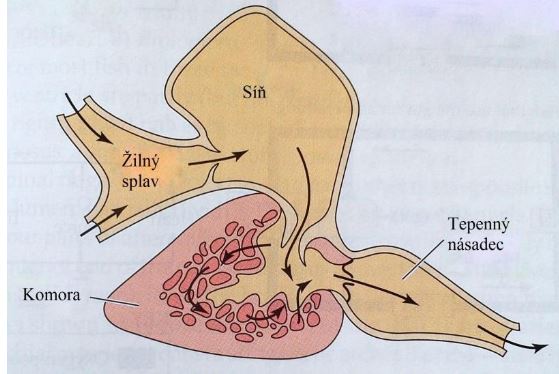 Síň
Žilný
splav
Tepenný
násadec
Komora